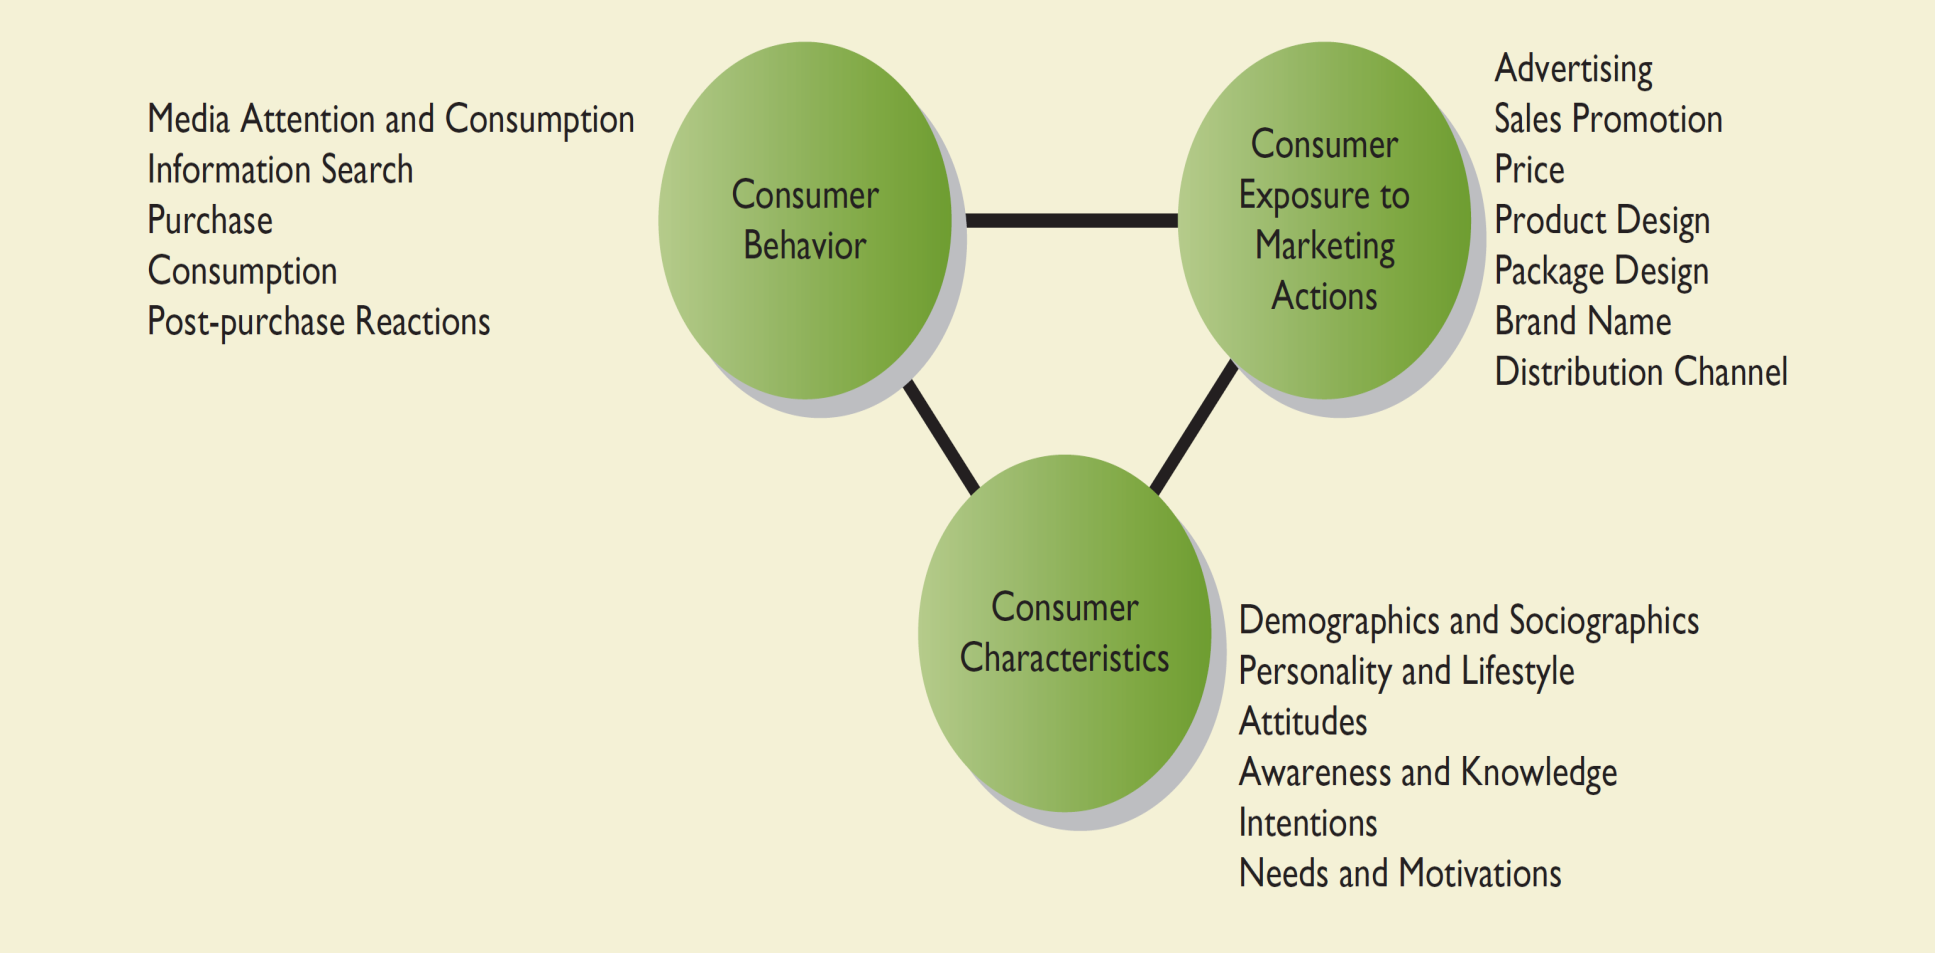 Media Attention and Consumption
Information Search
Purchase
Consumption
Post-purchase Reactions
Consumer
Behavior
Consumer
Exposure to
Marketing
Actions
Advertising
Sales Promotion
Price
Product Design
Package Design
Brand Name
Distribution Channel
Consumer
Characteristics
Demographics and Sociographics
Personality and Lifestyle
Attitudes
Awareness and Knowledge
Intentions
Needs and Motivations